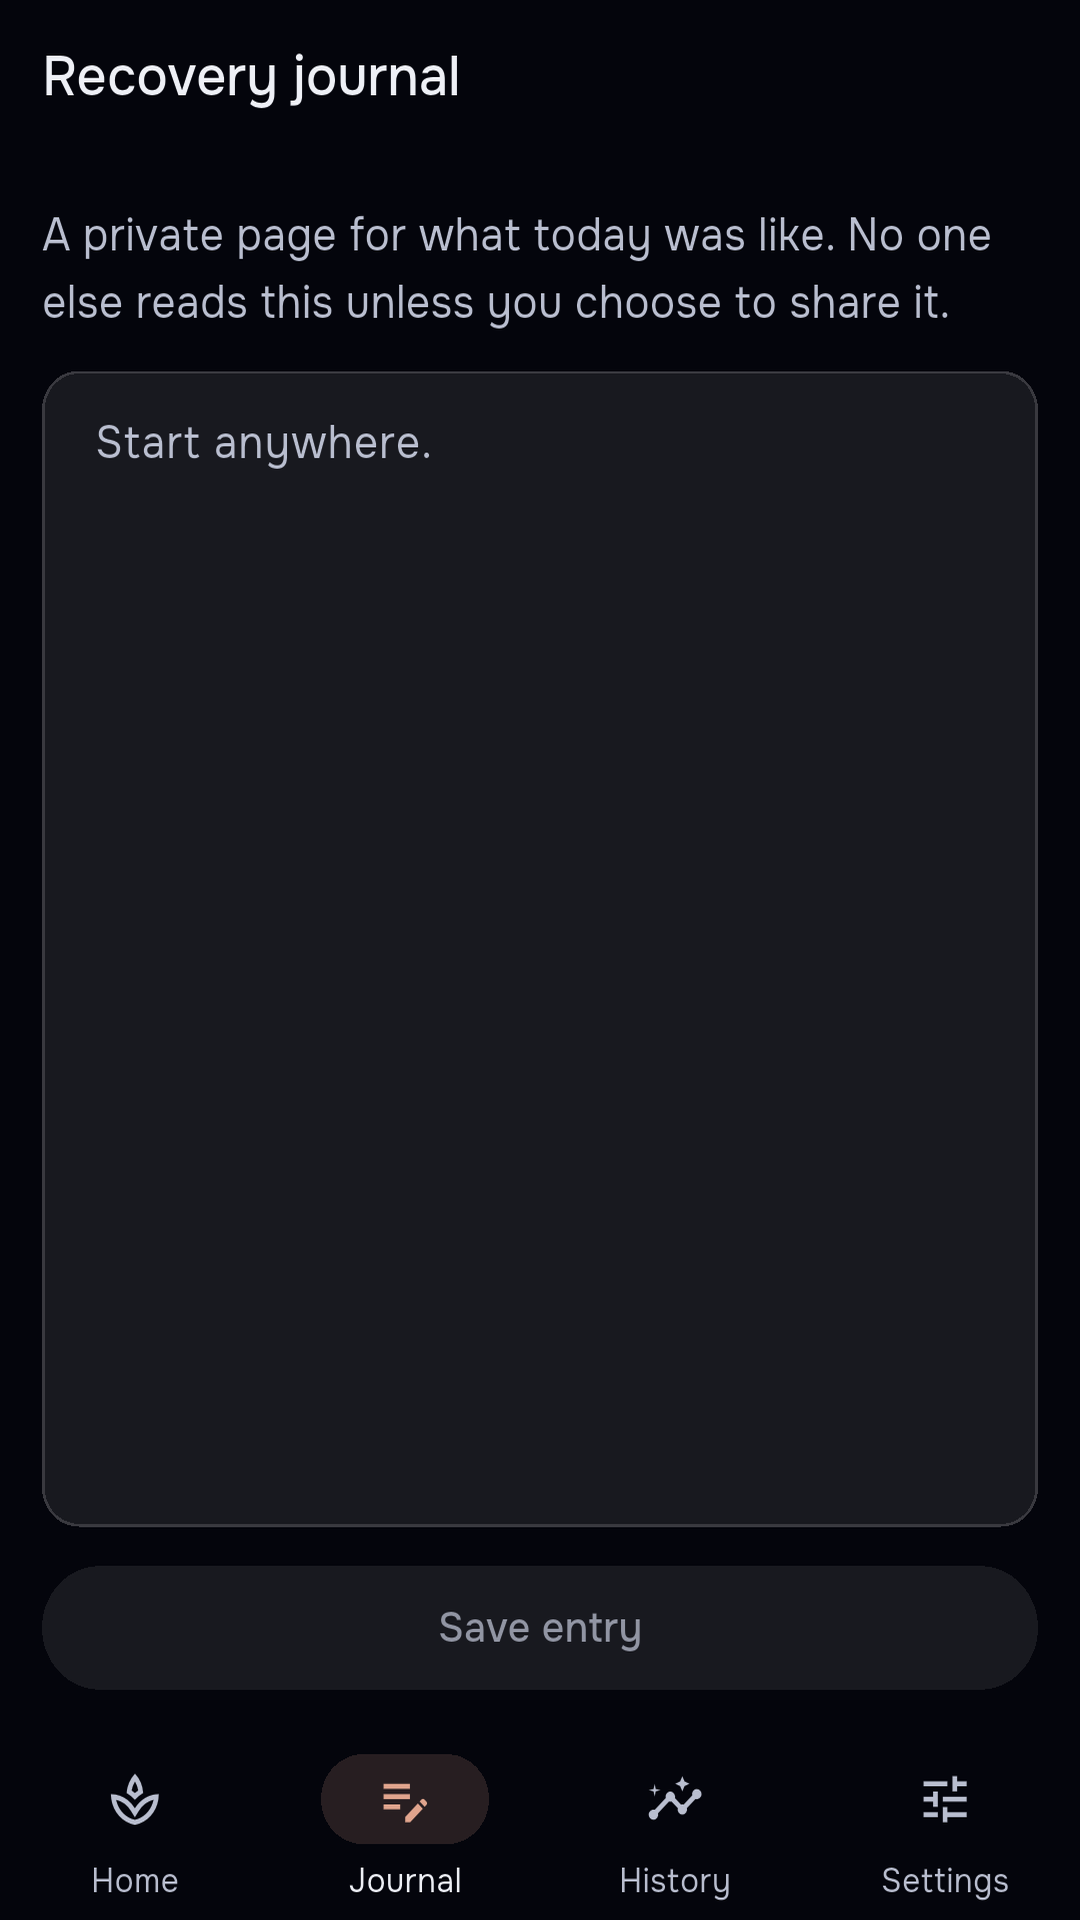 Recovery journal
A private page for what today was like. No one
else reads this unless you choose to share it.
Start anywhere.
Save entry
Home
Journal
History
Settings